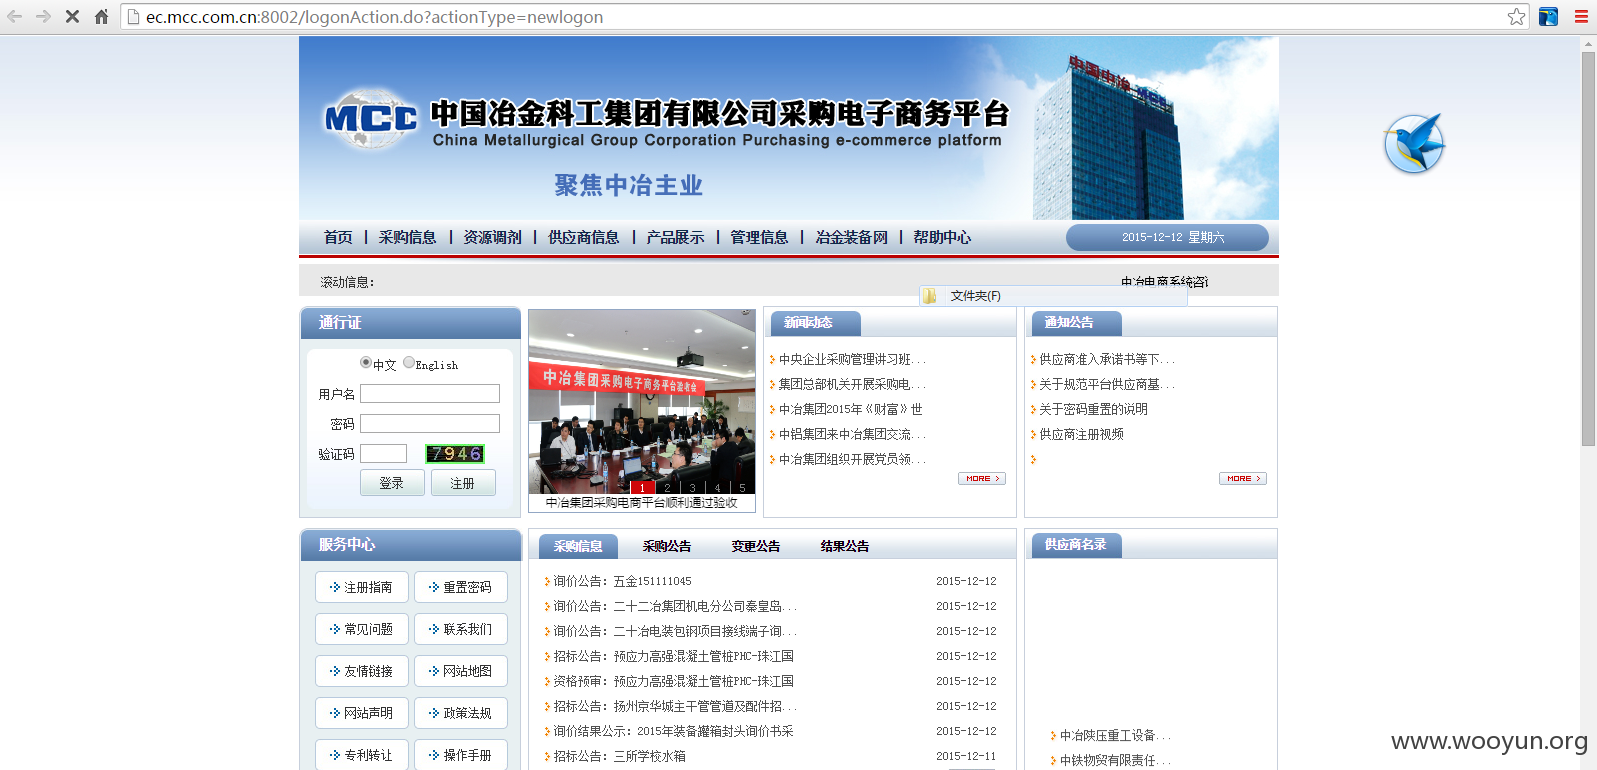 ec.mcc.com.cn:8002/logonAction.do?actionType=newlogon
中国中冶
MCC 中国冶金科工集团有限公司采购电子商务平台
China Metallurgical Group Corporation Purchasing e-commerce platform
聚焦中冶主业
首页 | 采购信息 | 资源调剂 | 供应商信息 | 产品展示 | 管理信息 | 冶金装备网 | 帮助中心
2015-12-12 星期六
滚动信息：
中冶电商系统咨
文件夹(F)
通行证
中文 English
用户名
密码
验证码 7946
登录 注册
中冶集团采购电子商务平台验收会
1 2 3 4 5
中冶集团采购电商平台顺利通过验收
新闻动态
中央企业采购管理讲习班...
集团总部机关开展采购电...
中冶集团2015年《财富》世
中铝集团来中冶集团交流...
中冶集团组织开展党员领...
MORE
通知公告
供应商准入承诺书等下...
关于规范平台供应商基...
关于密码重置的说明
供应商注册视频
MORE
服务中心
注册指南 重置密码
常见问题 联系我们
友情链接 网站地图
网站声明 政策法规
专利转让 操作手册
采购信息 采购公告 变更公告 结果公告
询价公告：五金151111045 2015-12-12
询价公告：二十二冶集团机电分公司秦皇岛... 2015-12-12
询价公告：二十冶电装包钢项目接线端子询... 2015-12-12
招标公告：预应力高强混凝土管桩PHC-珠江国 2015-12-12
资格预审：预应力高强混凝土管桩PHC-珠江国 2015-12-12
招标公告：扬州京华城主干管管道及配件招... 2015-12-12
询价结果公示：2015年装备罐箱封头询价书采 2015-12-12
招标公告：三所学校水箱 2015-12-11
供应商名录
中冶陕压重工设备...
中铁物贸有限责任...
www.wooyun.org